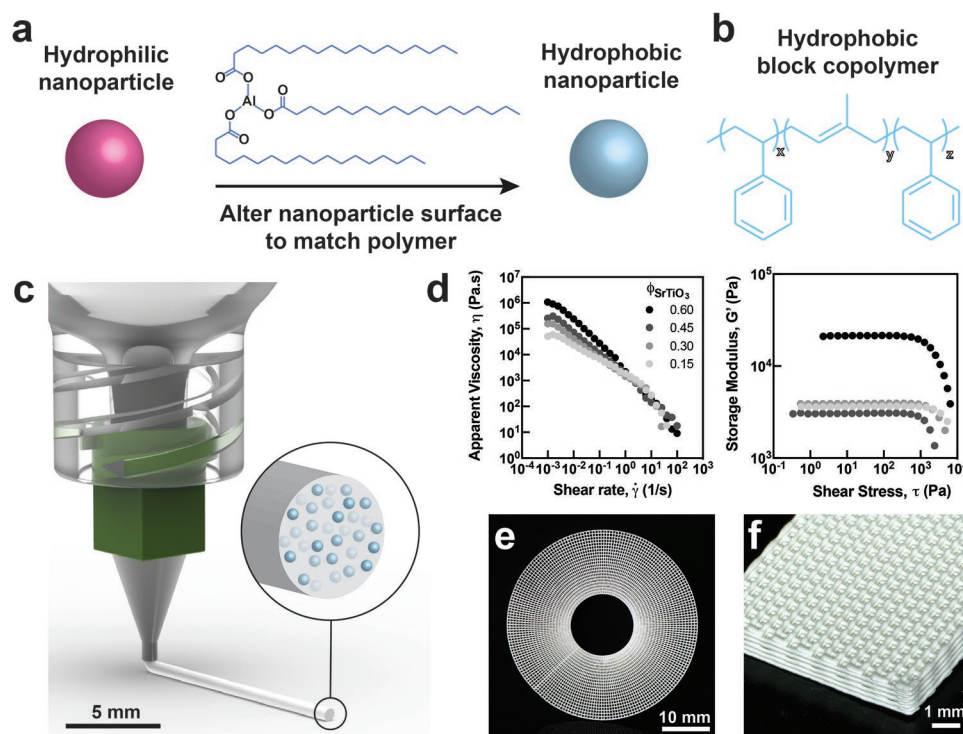 a
Hydrophilic
nanoparticle
O
O
Al
O
O
O
O
Alter nanoparticle surface
to match polymer
Hydrophobic
nanoparticle
b
Hydrophobic
block copolymer
x
y
z
c
5 mm
d
Apparent Viscosity, η (Pa.s)
10⁷
10⁶
10⁵
10⁴
10³
10²
10¹
10⁰
10⁻⁴ 10⁻³ 10⁻² 10⁻¹ 10⁰ 10¹ 10² 10³
Shear rate, γ̇ (1/s)
ϕSrTiO₃
0.60
0.45
0.30
0.15
Storage Modulus, G' (Pa)
10⁵
10³
10⁰ 10² 10⁴
Shear Stress, τ (Pa)
e
10 mm
f
1 mm